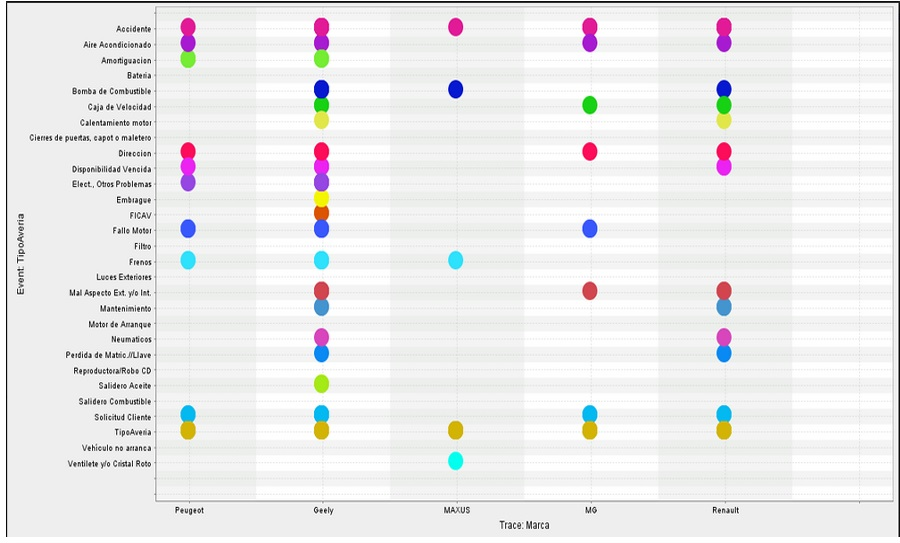 Accidente
Aire Acondicionado
Amortiguacion
Bateria
Bomba de Combustible
Caja de Velocidad
Calentamiento motor
Cierres de puertas, capot o maletero
Direccion
Disponibilidad Vencida
Elect., Otros Problemas
Embrague
FICAV
Fallo Motor
Filtro
Frenos
Luces Exteriores
Mal Aspecto Ext. y/o Int.
Mantenimiento
Motor de Arranque
Neumaticos
Perdida de Matric.//Llave
Reproductora/Robo CD
Salidero Aceite
Salidero Combustible
Solicitud Cliente
TipoAveria
Vehículo no arranca
Ventilete y/o Cristal Roto
Event: TipoAveria
Peugeot Geely MAXUS MG Renault
Trace: Marca